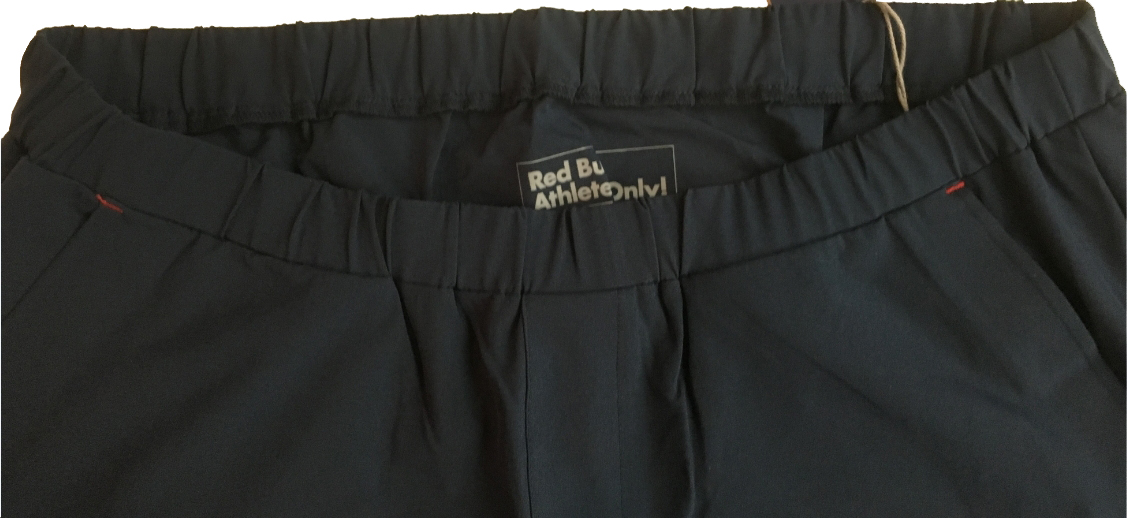 Red Bu
Athlete Only!